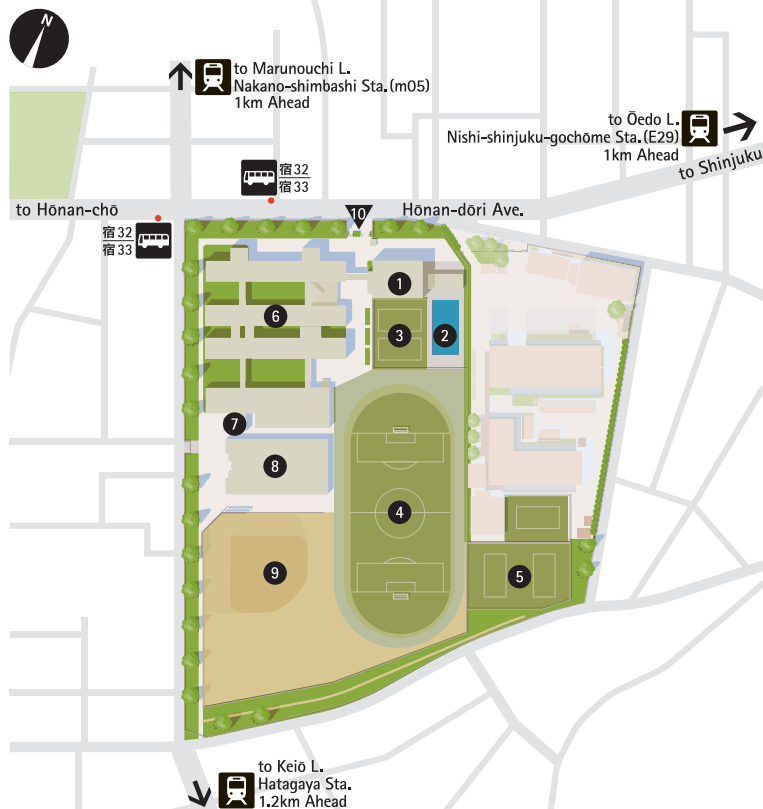 N
to Marunouchi L.
Nakano-shimbashi Sta.(m05)
1km Ahead
to Ōedo L.
Nishi-shinjuku-gochōme Sta.(E29)
1km Ahead
to Shinjuku
宿32
宿33
to Hōnan-chō
10
Hōnan-dōri Ave.
宿32
宿33
1
2
3
6
7
8
4
9
5
to Keiō L.
Hatagaya Sta.
1.2km Ahead